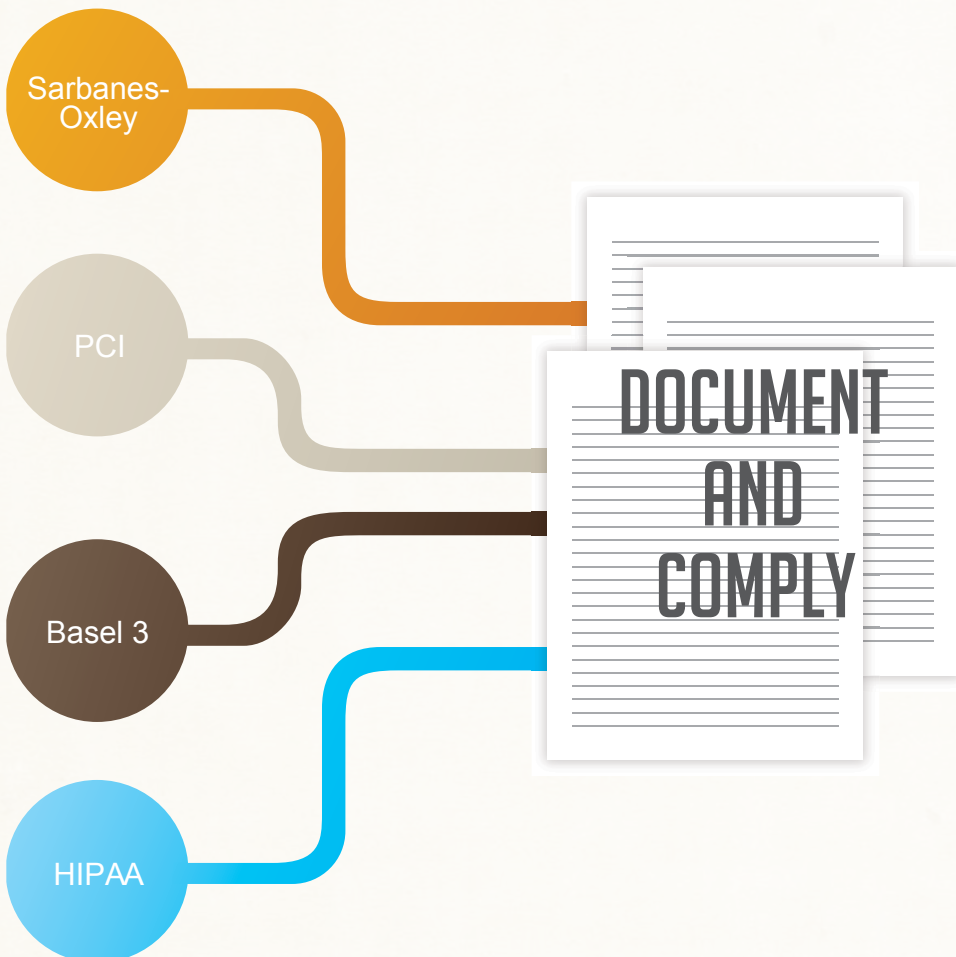 Sarbanes-
Oxley
PCI
Basel 3
HIPAA
DOCUMENT
AND
COMPLY